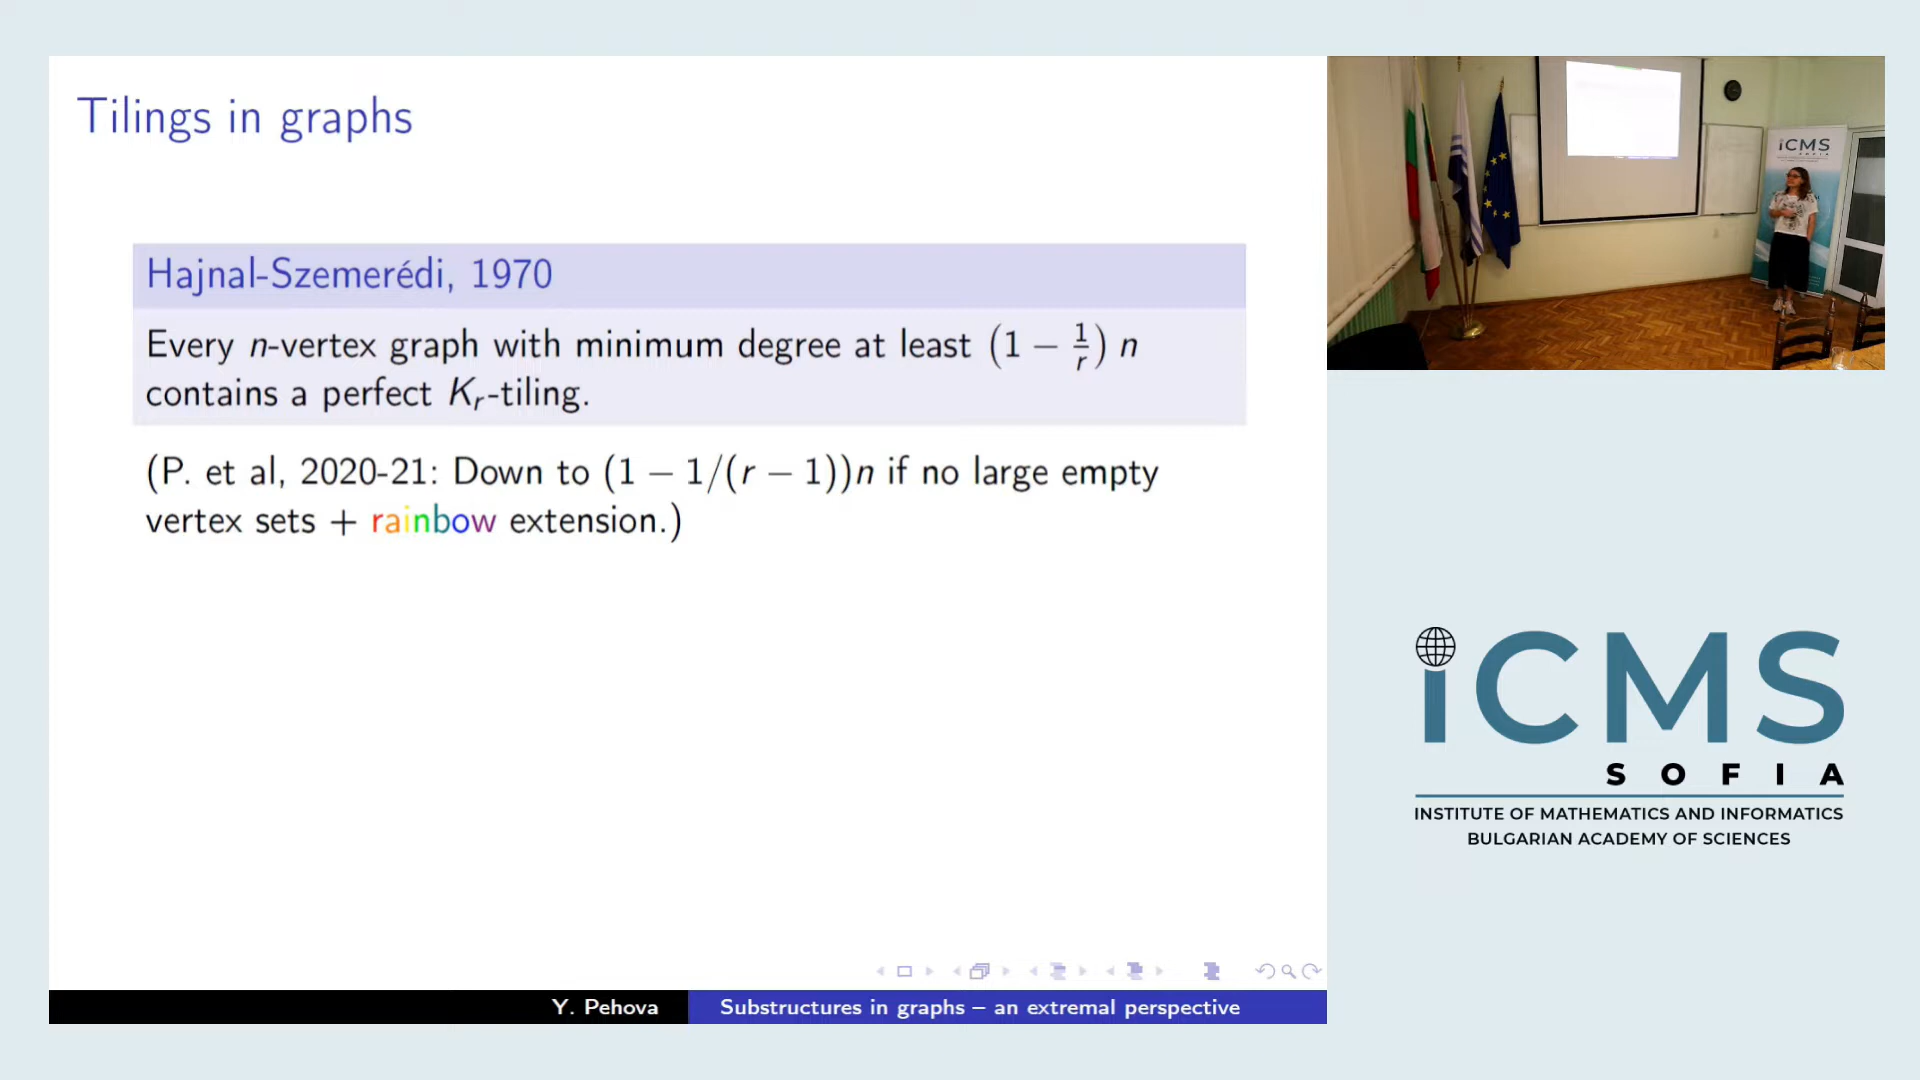 Tilings in graphs
Hajnal-Szemerédi, 1970
Every n-vertex graph with minimum degree at least (1 − 1/r) n
contains a perfect Kᵣ-tiling.
(P. et al, 2020-21: Down to (1 − 1/(r − 1))n if no large empty
vertex sets + rainbow extension.)
Y. Pehova
Substructures in graphs – an extremal perspective
iCMS
SOFIA
iCMS
SOFIA
INSTITUTE OF MATHEMATICS AND INFORMATICS
BULGARIAN ACADEMY OF SCIENCES